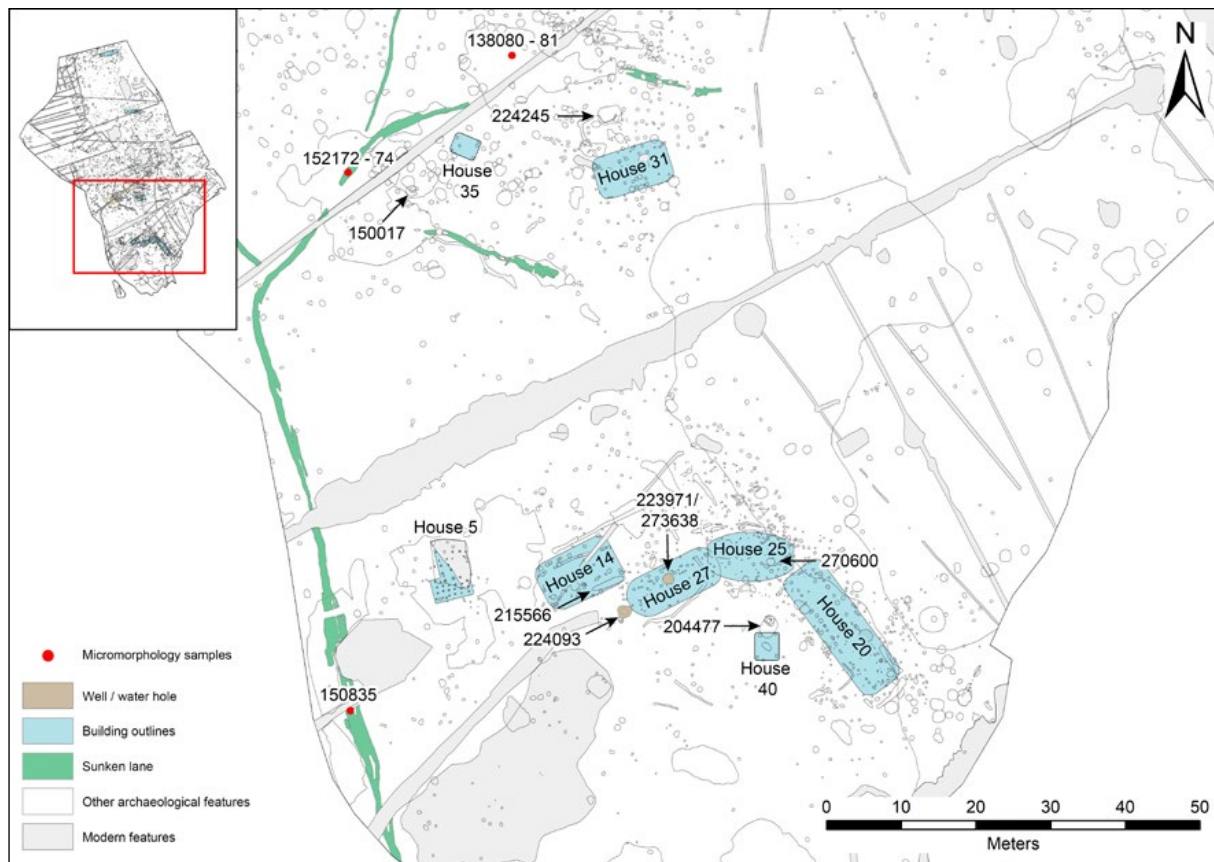 138080 - 81
N
224245
152172 - 74
House
35
House 31
150017
223971/
273638
House 5
House 25
House 14
270600
House 27
215566
204477
House 20
224093
House
40
Micromorphology samples
150835
Well / water hole
Building outlines
Sunken lane
Other archaeological features
Modern features
0 10 20 30 40 50
Meters